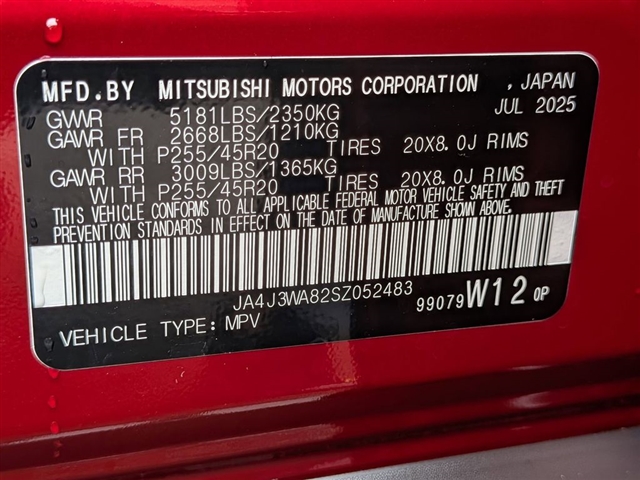 MFD.BY MITSUBISHI MOTORS CORPORATION , JAPAN
GVWR 5181LBS/2350KG JUL 2025
GAWR FR 2668LBS/1210KG
WITH P255/45R20 TIRES 20X8.0J RIMS
GAWR RR 3009LBS/1365KG
WITH P255/45R20 TIRES 20X8.0J RIMS
THIS VEHICLE CONFORMS TO ALL APPLICABLE FEDERAL MOTOR VEHICLE SAFETY AND THEFT
PREVENTION STANDARDS IN EFFECT ON THE DATE OF MANUFACTURE SHOWN ABOVE.
JA4J3WA82SZ052483
99079 W12 0P
VEHICLE TYPE: MPV